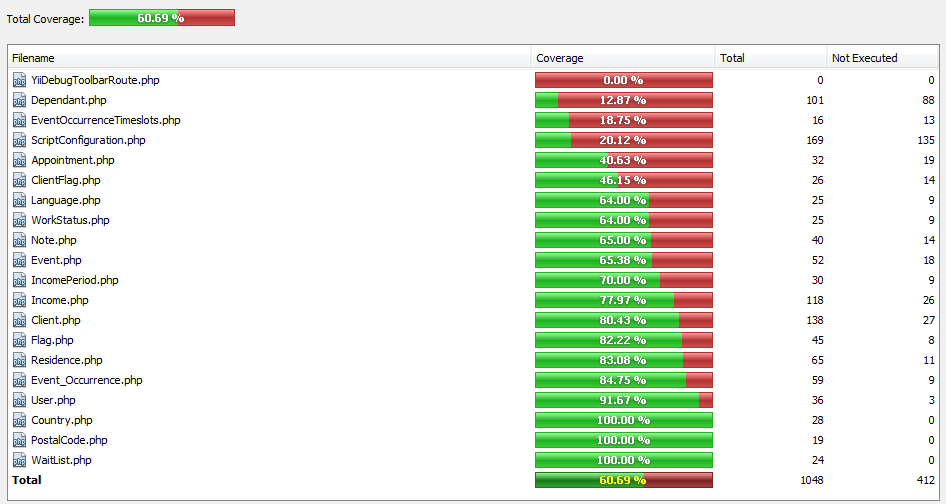 Total Coverage: 60.69 %
Filename Coverage Total Not Executed
YiiDebugToolbarRoute.php 0.00 % 0 0
Dependant.php 12.87 % 101 88
EventOccurrenceTimeslots.php 18.75 % 16 13
ScriptConfiguration.php 20.12 % 169 135
Appointment.php 40.63 % 32 19
ClientFlag.php 46.15 % 26 14
Language.php 64.00 % 25 9
WorkStatus.php 64.00 % 25 9
Note.php 65.00 % 40 14
Event.php 65.38 % 52 18
IncomePeriod.php 70.00 % 30 9
Income.php 77.97 % 118 26
Client.php 80.43 % 138 27
Flag.php 82.22 % 45 8
Residence.php 83.08 % 65 11
Event_Occurrence.php 84.75 % 59 9
User.php 91.67 % 36 3
Country.php 100.00 % 28 0
PostalCode.php 100.00 % 19 0
WaitList.php 100.00 % 24 0
Total 60.69 % 1048 412